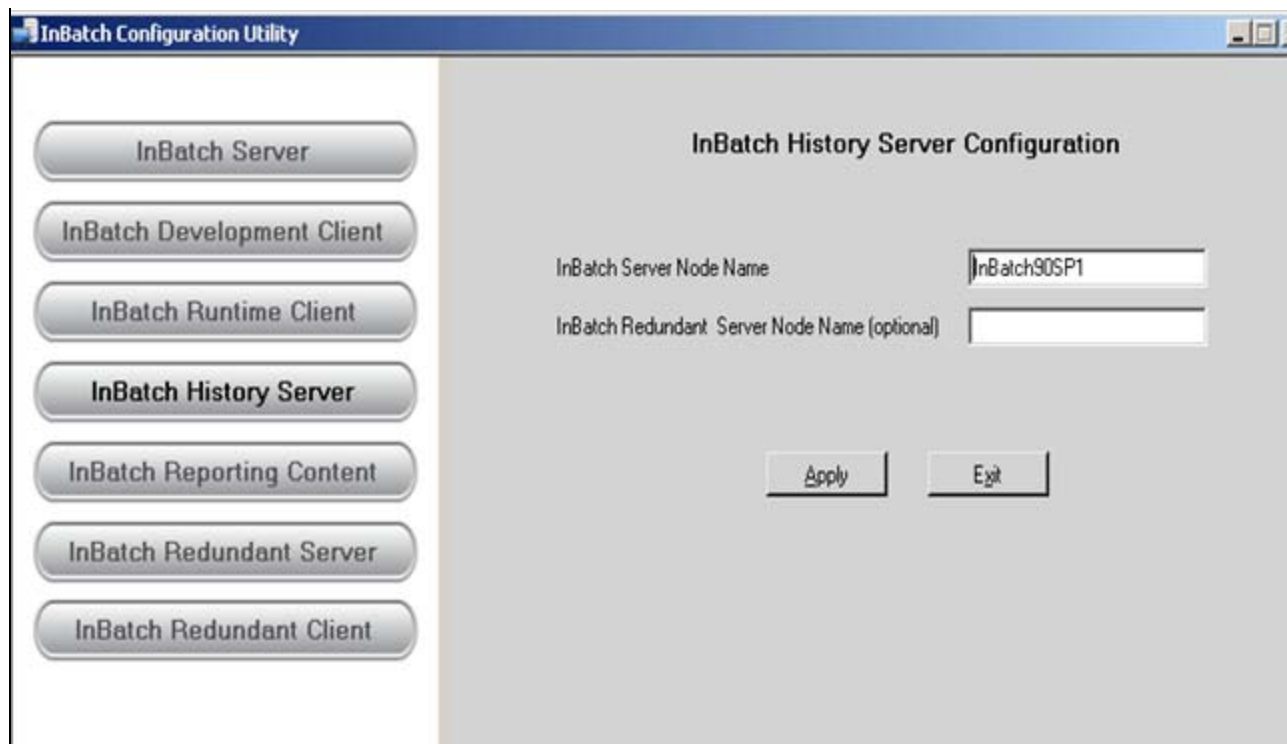 InBatch Configuration Utility
InBatch Server
InBatch Development Client
InBatch Runtime Client
InBatch History Server
InBatch Reporting Content
InBatch Redundant Server
InBatch Redundant Client
InBatch History Server Configuration
InBatch Server Node Name
InBatch90SP1
InBatch Redundant Server Node Name (optional)
Apply
Exit